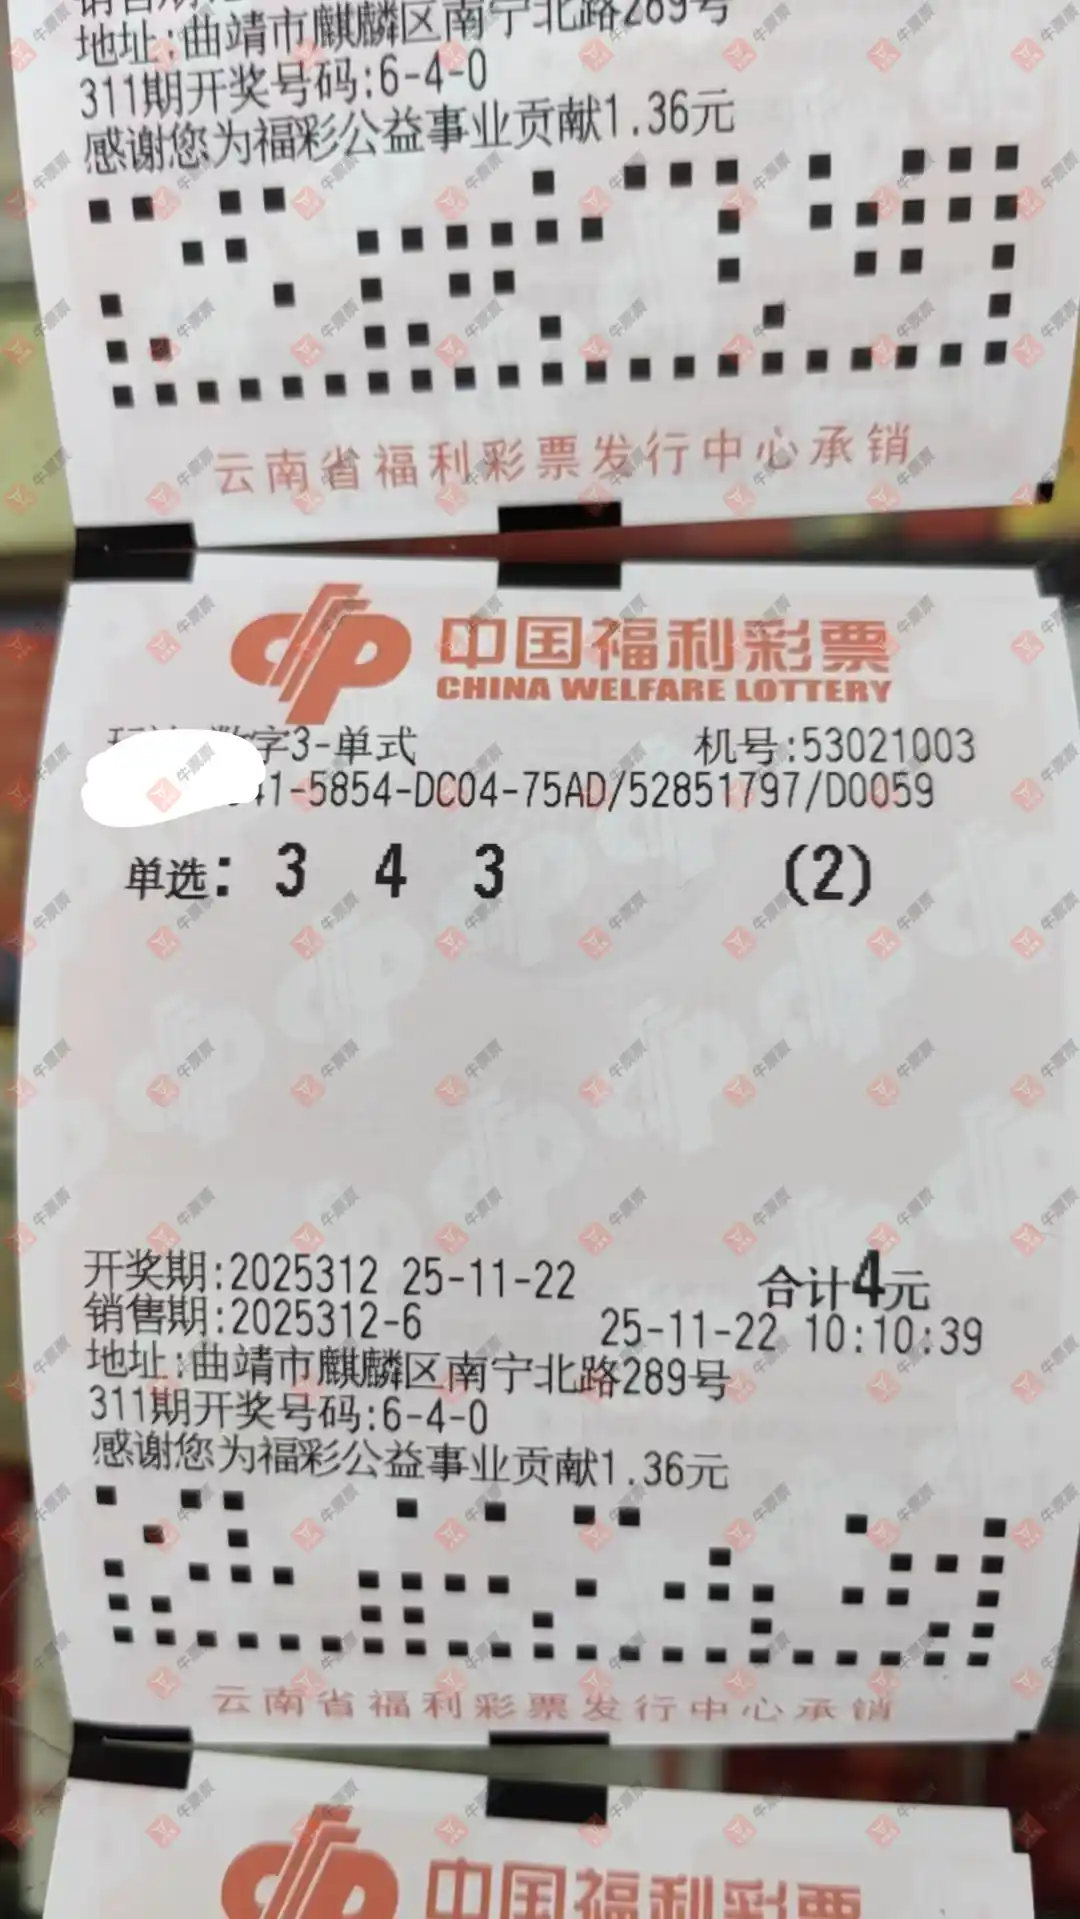 地址:曲靖市麒麟区南宁北路289号
311期开奖号码:6-4-0
感谢您为福彩公益事业贡献1.36元
云南省福利彩票发行中心承销
中国福利彩票
CHINA WELFARE LOTTERY
字3-单式 机号:53021003
41-5854-DC04-75AD/52851797/D0059
单选: 3 4 3 (2)
开奖期:2025312 25-11-22 合计4元
销售期:2025312-6 25-11-22 10:10:39
地址:曲靖市麒麟区南宁北路289号
311期开奖号码:6-4-0
感谢您为福彩公益事业贡献1.36元
云南省福利彩票发行中心承销
中国福利彩票
牛票票